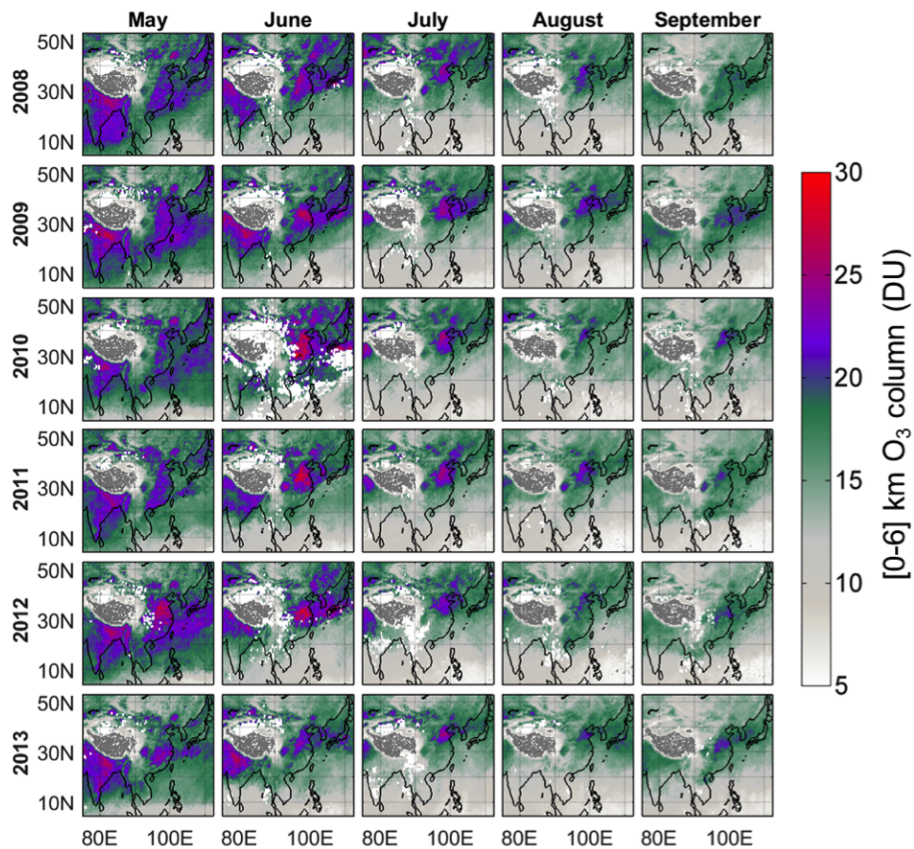 May June July August September
50N
2008
30N
10N
50N
2009
30N
10N
50N
2010
30N
10N
50N
2011
30N
10N
50N
2012
30N
10N
50N
2013
30N
10N
80E 100E 80E 100E 80E 100E 80E 100E 80E 100E
30
25
20
15
10
5
[0-6] km O₃ column (DU)